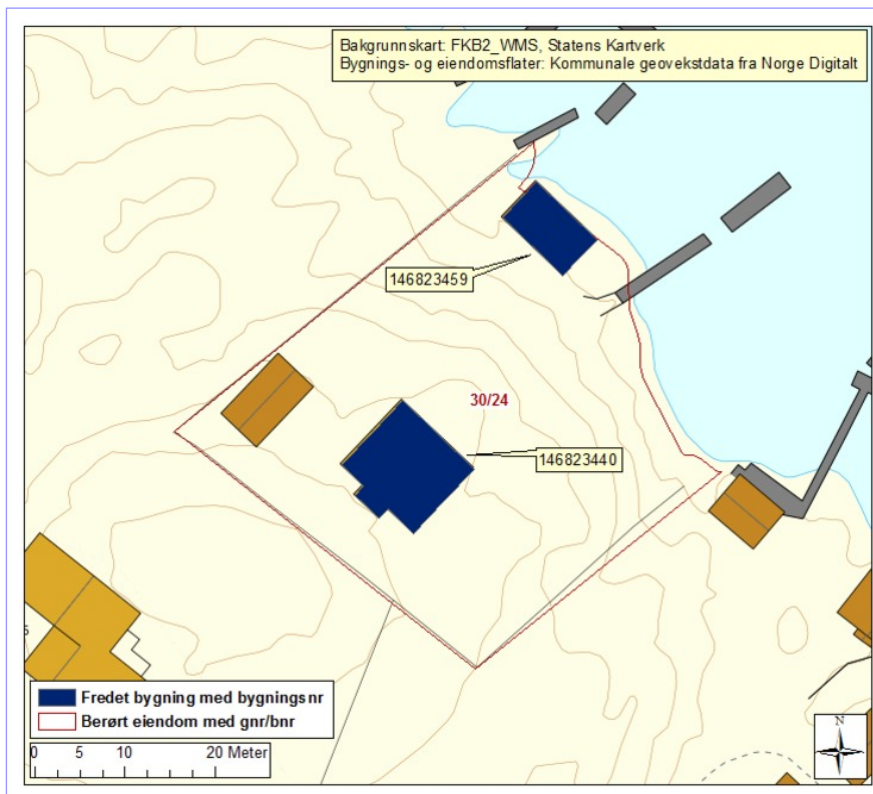 Bakgrunnskart: FKB2_WMS, Statens Kartverk
Bygnings- og eiendomsflater: Kommunale geovekstdata fra Norge Digitalt
146823459
30/24
146823440
Fredet bygning med bygningsnr
Berørt eiendom med gnr/bnr
0 5 10 20 Meter
N